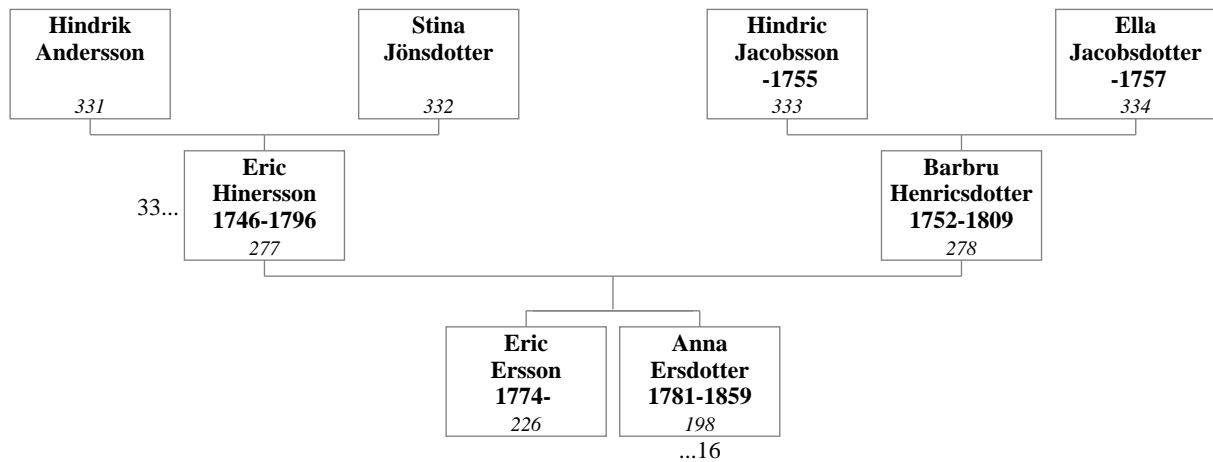 Hindrik
Andersson
331
Stina
Jönsdotter
332
Hindric
Jacobsson
-1755
333
Ella
Jacobsdotter
-1757
334
33...
Eric
Hinersson
1746-1796
277
Barbru
Henricsdotter
1752-1809
278
Eric
Ersson
1774-
226
Anna
Ersdotter
1781-1859
198
...16